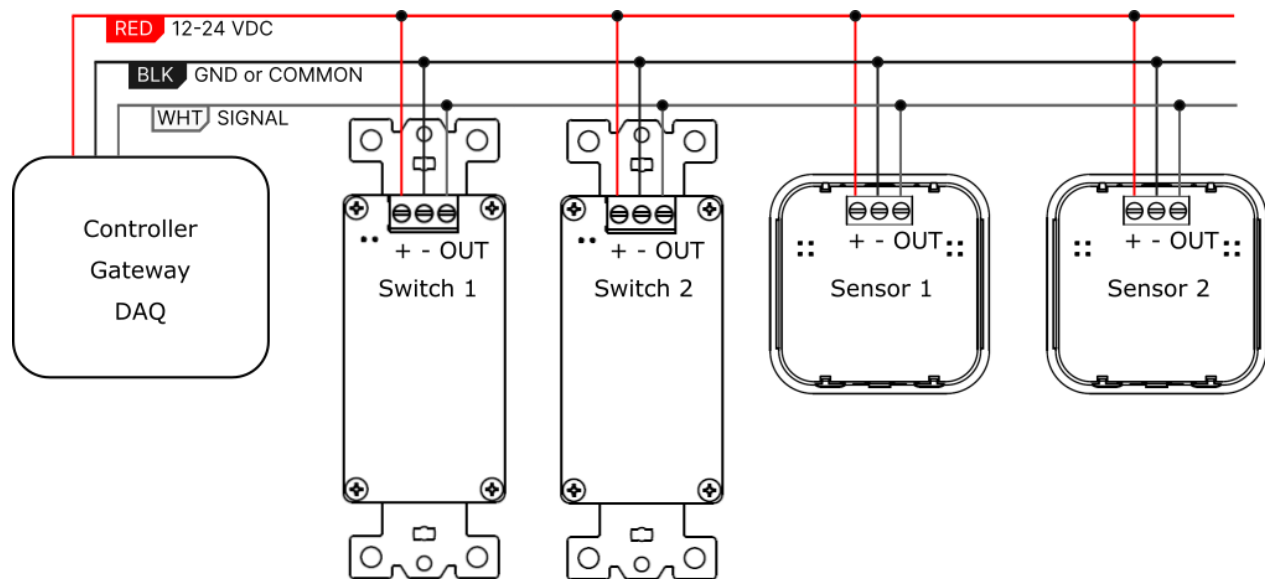 RED 12-24 VDC
BLK GND or COMMON
WHT SIGNAL
Controller
Gateway
DAQ
+ - OUT
Switch 1
+ - OUT
Switch 2
+ - OUT
Sensor 1
+ - OUT
Sensor 2